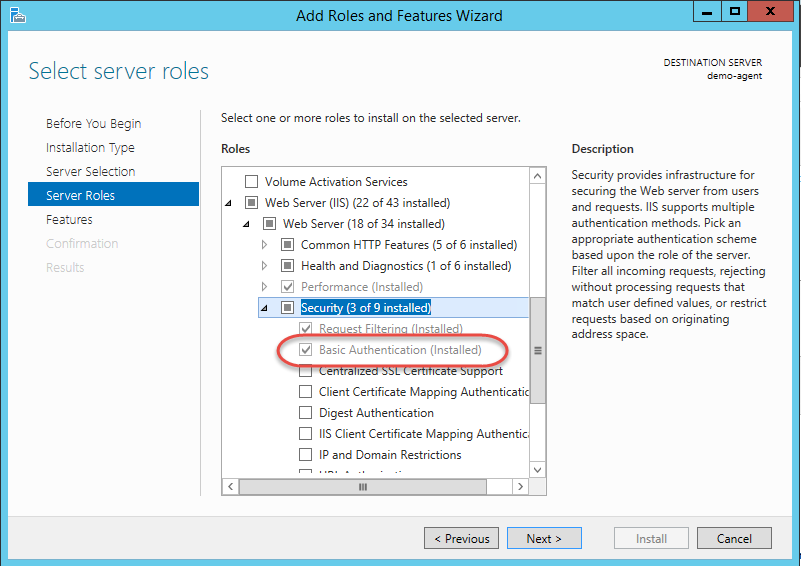 Add Roles and Features Wizard
Select server roles
DESTINATION SERVER
demo-agent
Before You Begin
Installation Type
Server Selection
Server Roles
Features
Confirmation
Results
Select one or more roles to install on the selected server.
Roles
Volume Activation Services
Web Server (IIS) (22 of 43 installed)
Web Server (18 of 34 installed)
Common HTTP Features (5 of 6 installed)
Health and Diagnostics (1 of 6 installed)
Performance (Installed)
Security (3 of 9 installed)
Request Filtering (Installed)
Basic Authentication (Installed)
Centralized SSL Certificate Support
Client Certificate Mapping Authentic
Digest Authentication
IIS Client Certificate Mapping Authentic
IP and Domain Restrictions
Description
Security provides infrastructure for
securing the Web server from users
and requests. IIS supports multiple
authentication methods. Pick an
appropriate authentication scheme
based upon the role of the server.
Filter all incoming requests, rejecting
without processing requests that
match user defined values, or restrict
requests based on originating
address space.
< Previous
Next >
Install
Cancel